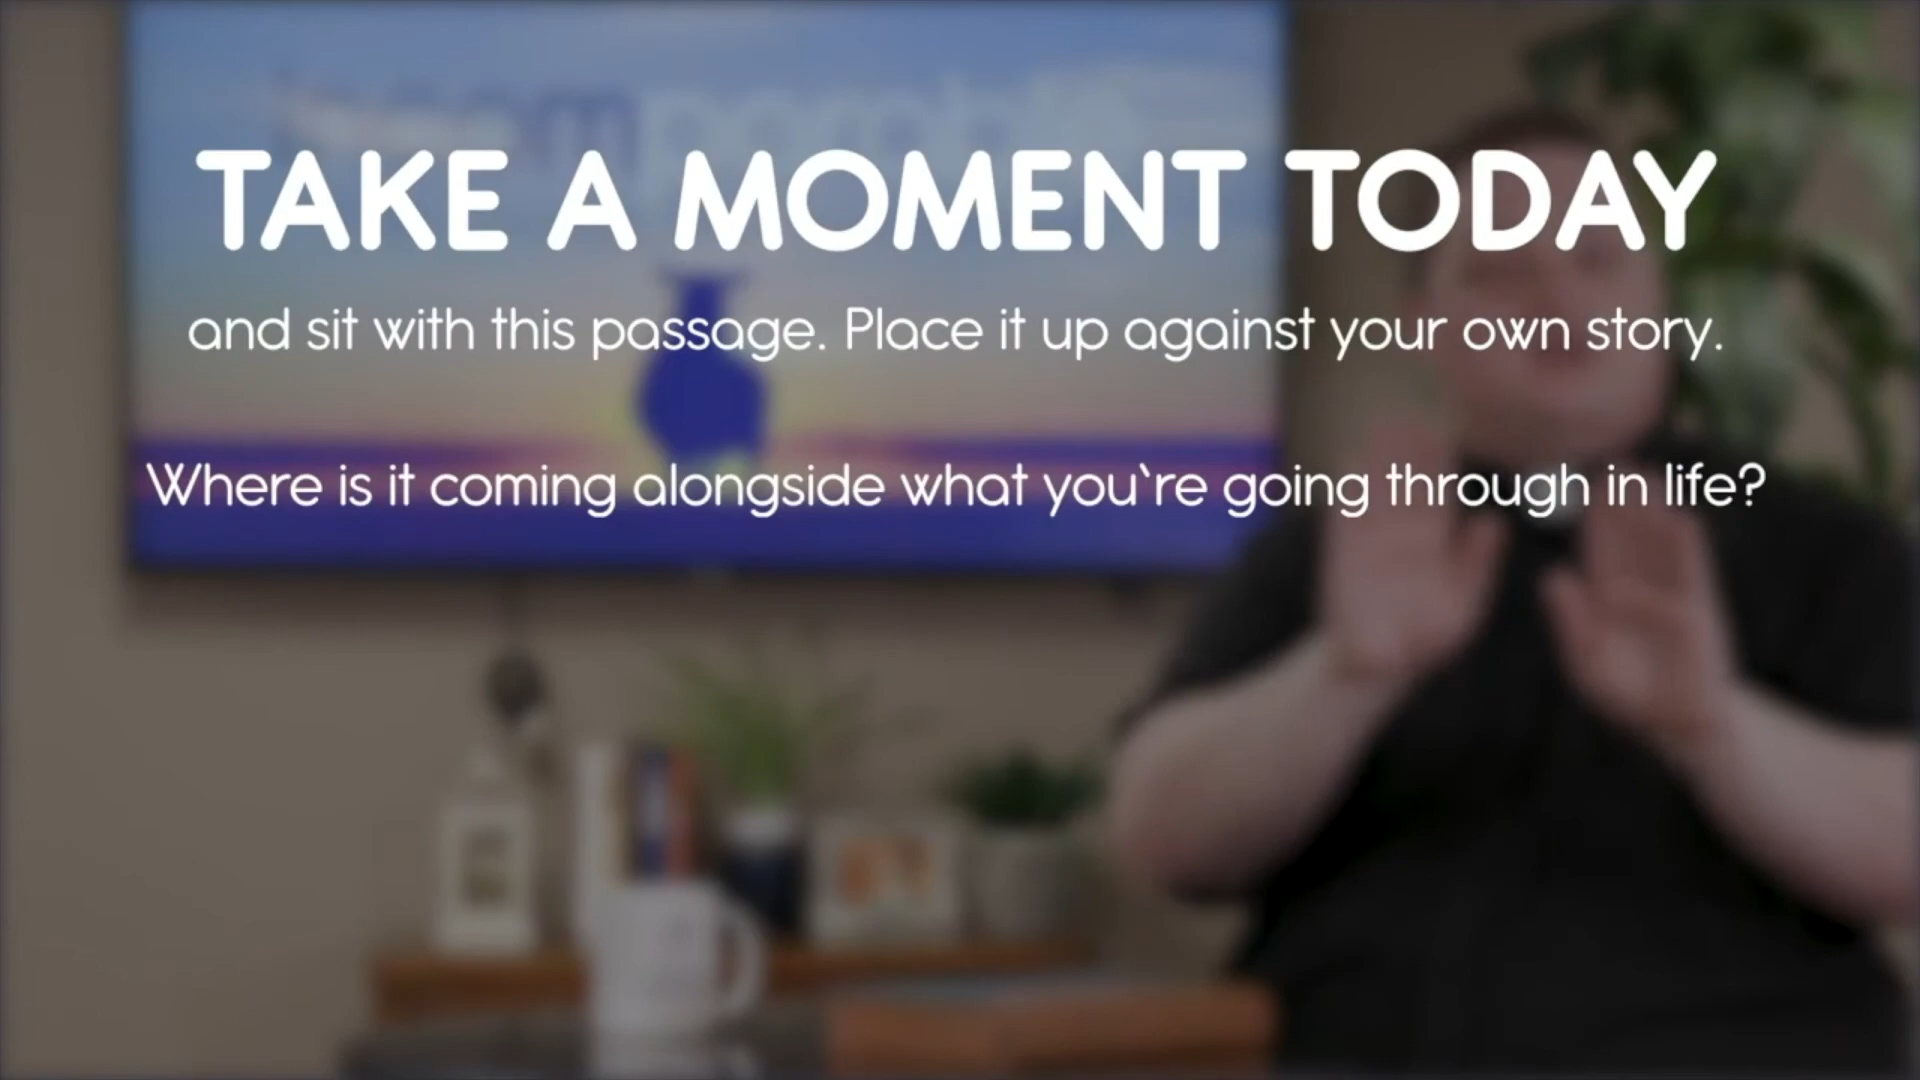 TAKE A MOMENT TODAY
and sit with this passage. Place it up against your own story.
Where is it coming alongside what you`re going through in life?